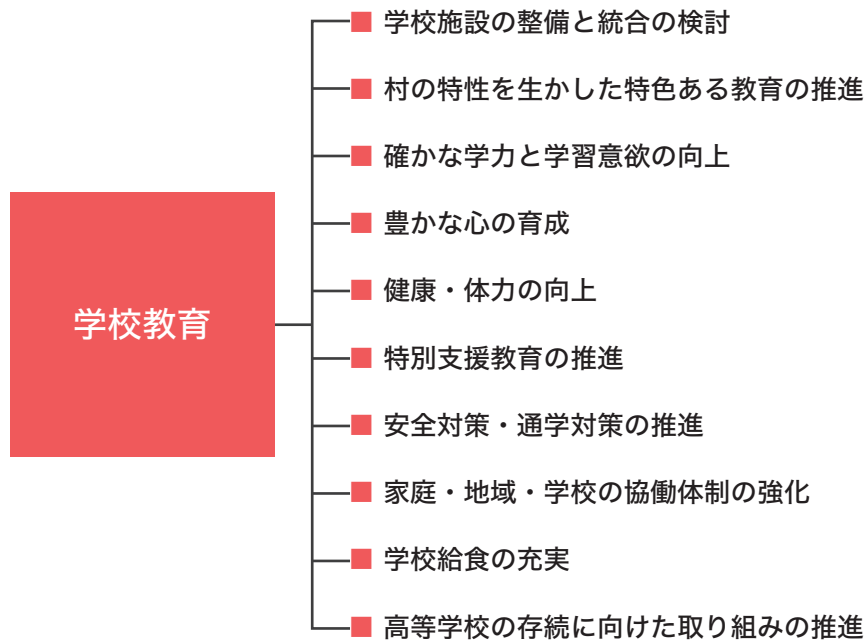 学校教育
学校施設の整備と統合の検討
村の特性を生かした特色ある教育の推進
確かな学力と学習意欲の向上
豊かな心の育成
健康・体力の向上
特別支援教育の推進
安全対策・通学対策の推進
家庭・地域・学校の協働体制の強化
学校給食の充実
高等学校の存続に向けた取り組みの推進